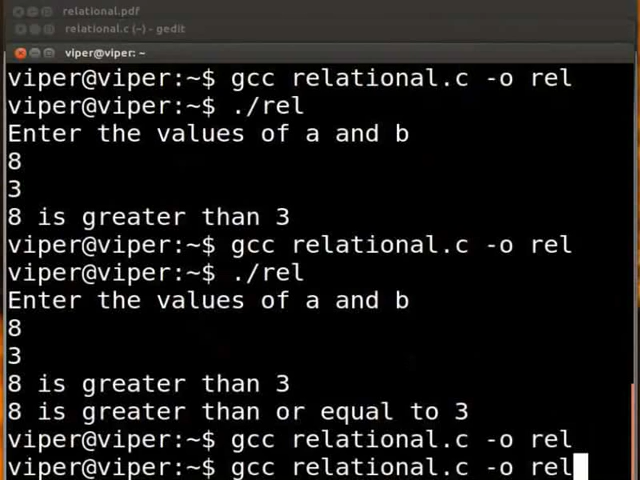 relational.pdf
relational.c (~) - gedit
viper@viper: ~
viper@viper:~$ gcc relational.c -o rel
viper@viper:~$ ./rel
Enter the values of a and b
8
3
8 is greater than 3
viper@viper:~$ gcc relational.c -o rel
viper@viper:~$ ./rel
Enter the values of a and b
8
3
8 is greater than 3
8 is greater than or equal to 3
viper@viper:~$ gcc relational.c -o rel
viper@viper:~$ gcc relational.c -o rel